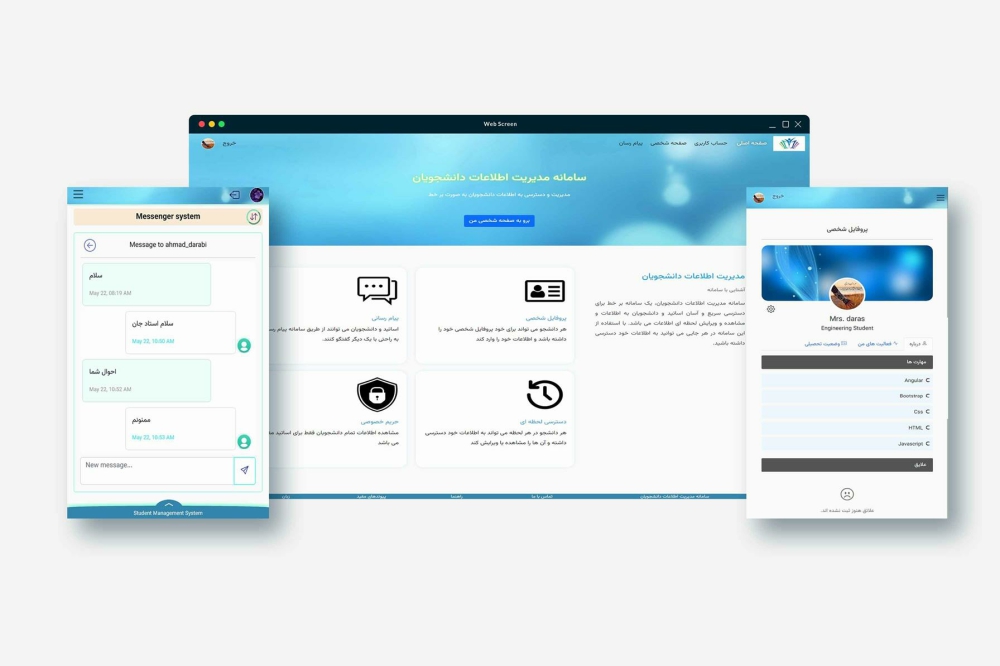 Web Screen
صفحه اصلی حساب کاربری صفحه شخصی پیام رسان
خروج
سامانه مدیریت اطلاعات دانشجویان
مدیریت و دسترسی به اطلاعات دانشجویان به صورت بر خط
برو به صفحه شخصی من
مدیریت اطلاعات دانشجویان
آشنایی با سامانه
سامانه مدیریت اطلاعات دانشجویان، یک سامانه بر خط برای
دسترسی سریع و آسان اساتید و دانشجویان به اطلاعات و
مشاهده و ویرایش لحظه ای اطلاعات می باشد. با استفاده از
این سامانه در هر جایی می توانید به اطلاعات خود دسترسی
داشته باشید.
پروفایل شخصی
هر دانشجو می تواند برای خود پروفایل شخصی خود را
داشته باشد و اطلاعات خود را وارد کند
پیام رسانی
اساتید و دانشجویان می توانند از طریق سامانه پیام
به راحتی با یک دیگر گفتگو کنند.
دسترسی لحظه ای
هر دانشجو در هر لحظه می تواند به اطلاعات خود دسترسی
داشته و آن ها را مشاهده یا ویرایش کند
حریم خصوصی
مشاهده اطلاعات تمام دانشجویان فقط برای اساتید
می باشد
سامانه مدیریت اطلاعات دانشجویان تماس با ما راهنما پیوندهای مفید
Messenger system
Message to ahmad_darabi
سلام
May 23, 08:19 AM
سلام استاد جان
May 22, 10:00 AM
احوال شما
May 22, 10:02 AM
ممنونم
May 22, 10:03 AM
New message...
Student Management System
خروج
پروفایل شخصی
Mrs. daras
Engineering Student
درباره فعالیت های من وضعیت تحصیلی
مهارت ها
Angular
Bootstrap
Css
HTML
Javascript
علایق
علائق هنوز ثبت نشده اند.